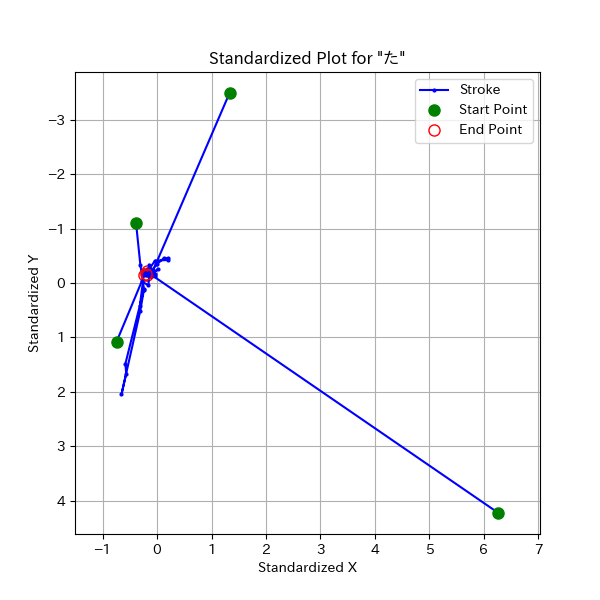 Standardized Plot for "た"
Stroke
Start Point
End Point
Standardized Y
−3
−2
−1
0
1
2
3
4
−1 0 1 2 3 4 5 6 7
Standardized X